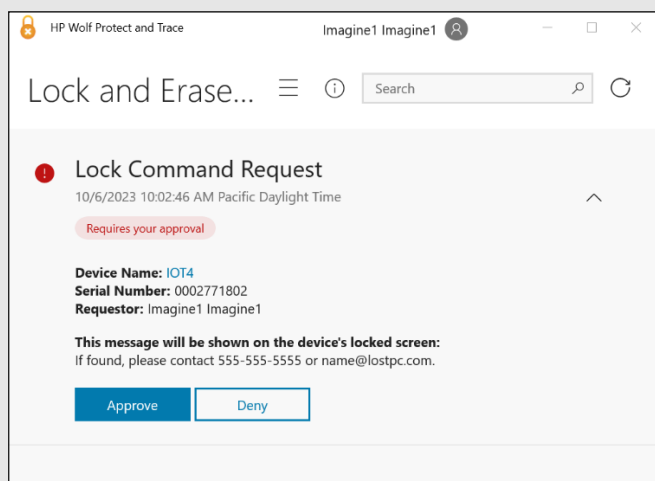 HP Wolf Protect and Trace
Imagine1 Imagine1
Lock and Erase...
Search
Lock Command Request
10/6/2023 10:02:46 AM Pacific Daylight Time
Requires your approval
Device Name: IOT4
Serial Number: 0002771802
Requestor: Imagine1 Imagine1
This message will be shown on the device's locked screen:
If found, please contact 555-555-5555 or name@lostpc.com.
Approve
Deny